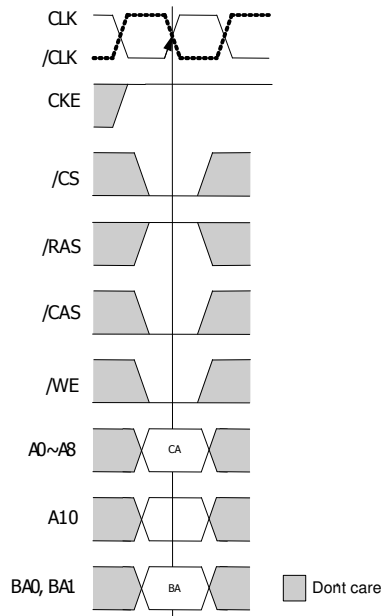 CLK
/CLK
CKE
/CS
/RAS
/CAS
/WE
A0~A8
CA
A10
BA0, BA1
BA
Dont care